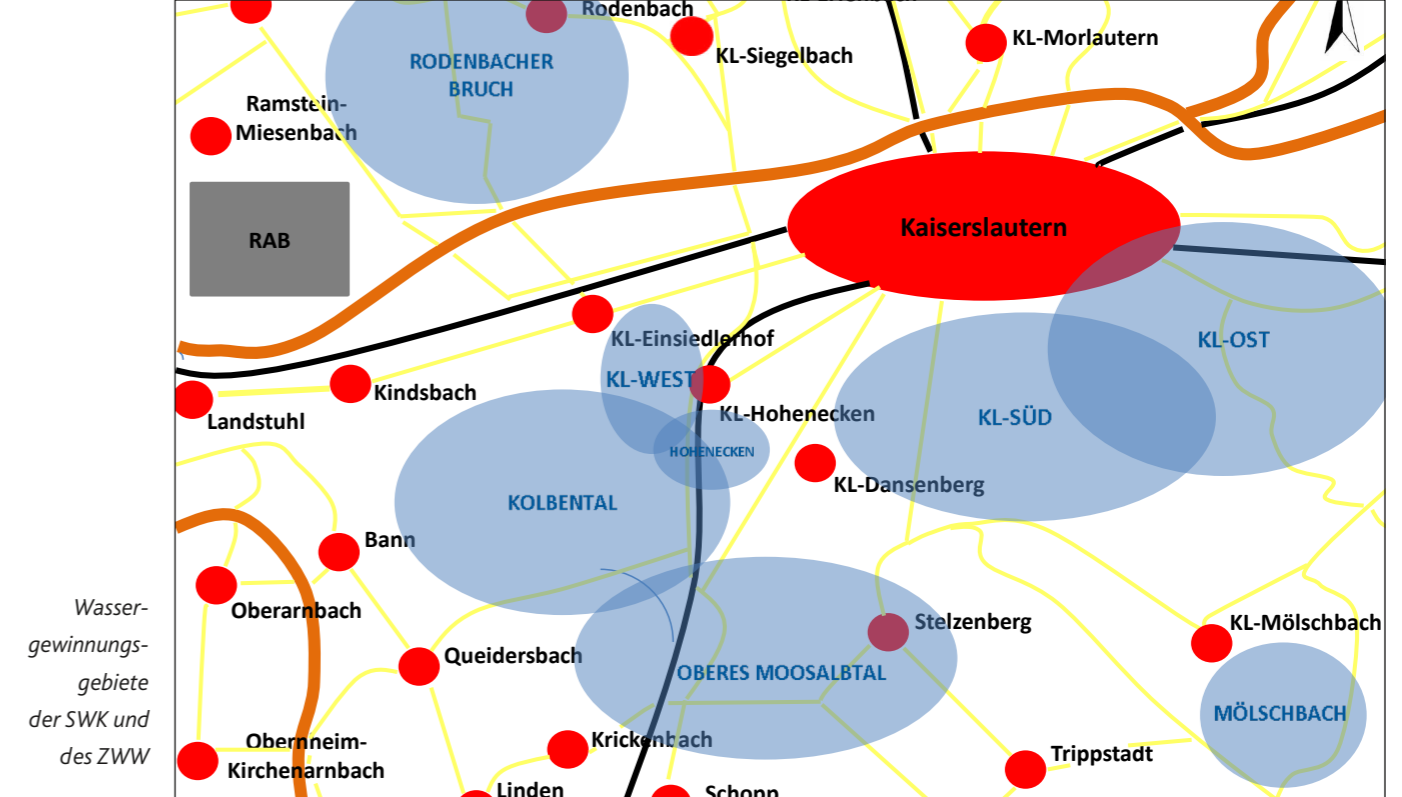 Rodenbach
KL-Morlautern
KL-Siegelbach
RODENBACHER
BRUCH
Ramstein-
Miesenbach
RAB
Kaiserslautern
KL-Einsiedlerhof
KL-OST
KL-WEST
Kindsbach
KL-Hohenecken
Landstuhl
KL-SÜD
HOHENECKEN
KL-Dansenberg
KOLBENTAL
Bann
Oberarnbach
Stelzenberg
KL-Mölschbach
Queidersbach
OBERES MOOSALBTAL
MÖLSCHBACH
Obernheim-
Kirchenarnbach
Krickenbach
Trippstadt
Linden
Schopp
Wasser-
gewinnungs-
gebiete
der SWK und
des ZWW